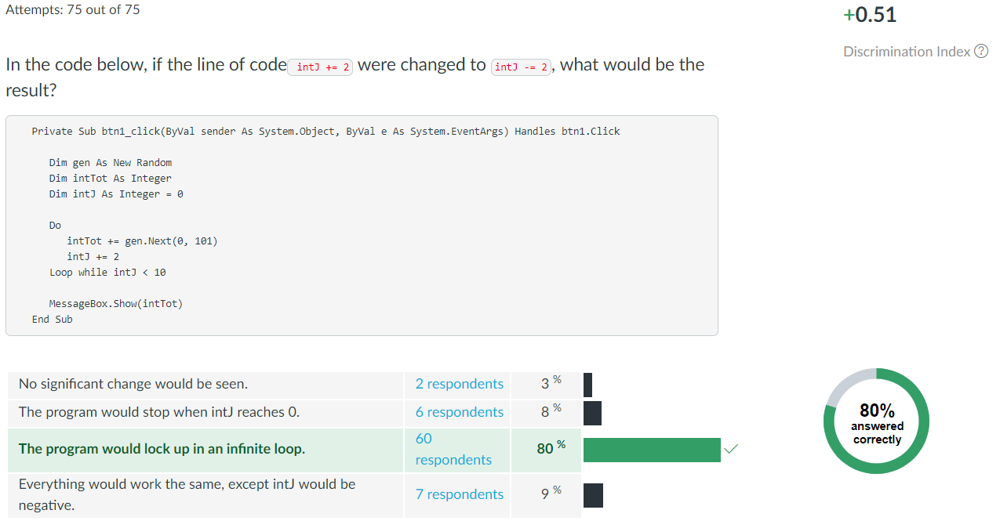 Attempts: 75 out of 75
+0.51
Discrimination Index ?
In the code below, if the line of code intJ += 2 were changed to intJ -= 2, what would be the
result?
Private Sub btn1_click(ByVal sender As System.Object, ByVal e As System.EventArgs) Handles btn1.Click
Dim gen As New Random
Dim intTot As Integer
Dim intJ As Integer = 0
Do
intTot += gen.Next(0, 101)
intJ += 2
Loop while intJ < 10
MessageBox.Show(intTot)
End Sub
No significant change would be seen. 2 respondents 3 %
The program would stop when intJ reaches 0. 6 respondents 8 %
The program would lock up in an infinite loop. 60 respondents 80 %
Everything would work the same, except intJ would be
negative. 7 respondents 9 %
80%
answered
correctly